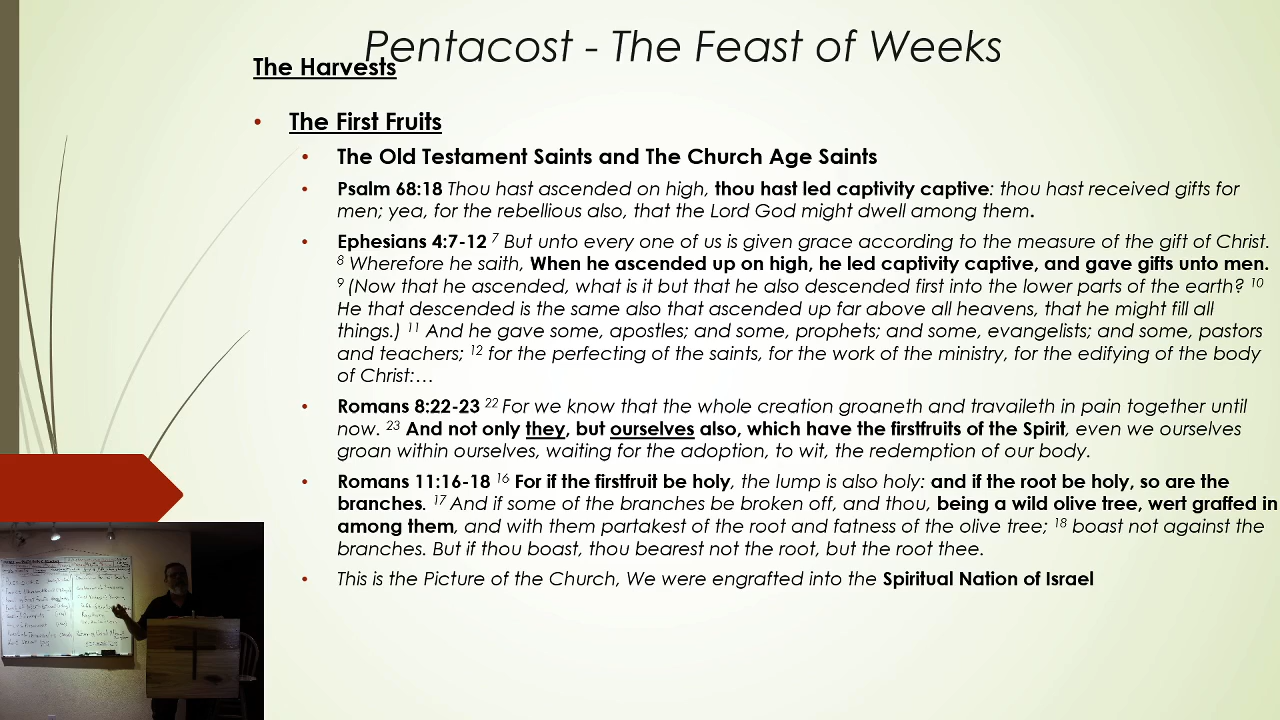 Pentacost - The Feast of Weeks
The Harvests
• The First Fruits
• The Old Testament Saints and The Church Age Saints
• Psalm 68:18 Thou hast ascended on high, thou hast led captivity captive: thou hast received gifts for
men; yea, for the rebellious also, that the Lord God might dwell among them.
• Ephesians 4:7-12 7 But unto every one of us is given grace according to the measure of the gift of Christ.
8 Wherefore he saith, When he ascended up on high, he led captivity captive, and gave gifts unto men.
9 (Now that he ascended, what is it but that he also descended first into the lower parts of the earth? 10
He that descended is the same also that ascended up far above all heavens, that he might fill all
things.) 11 And he gave some, apostles; and some, prophets; and some, evangelists; and some, pastors
and teachers; 12 for the perfecting of the saints, for the work of the ministry, for the edifying of the body
of Christ:…
• Romans 8:22-23 22 For we know that the whole creation groaneth and travaileth in pain together until
now. 23 And not only they, but ourselves also, which have the firstfruits of the Spirit, even we ourselves
groan within ourselves, waiting for the adoption, to wit, the redemption of our body.
• Romans 11:16-18 16 For if the firstfruit be holy, the lump is also holy: and if the root be holy, so are the
branches. 17 And if some of the branches be broken off, and thou, being a wild olive tree, wert graffed in
among them, and with them partakest of the root and fatness of the olive tree; 18 boast not against the
branches. But if thou boast, thou bearest not the root, but the root thee.
• This is the Picture of the Church, We were engrafted into the Spiritual Nation of Israel